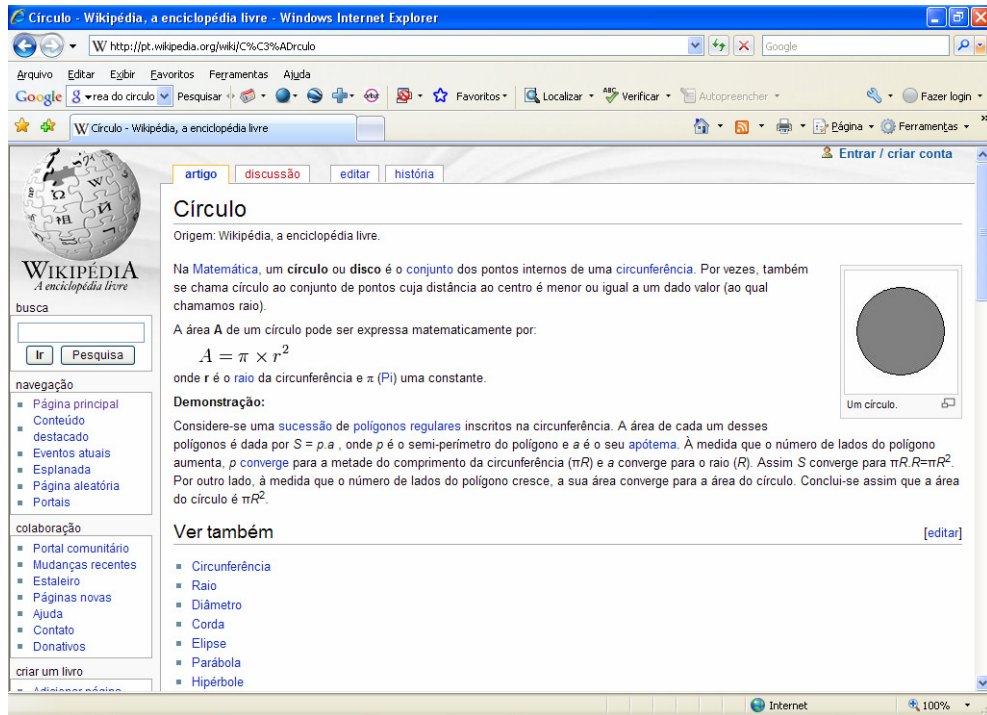 Círculo - Wikipédia, a enciclopédia livre - Windows Internet Explorer
W http://pt.wikipedia.org/wiki/C%C3%ADrculo
Google
Arquivo Editar Exibir Favoritos Ferramentas Ajuda
Google rea do circulo Pesquisar Favoritos Localizar Verificar Autopreencher Fazer login
W Círculo - Wikipédia, a enciclopédia livre Página Ferramentas
Entrar / criar conta
artigo discussão editar história
WIKIPÉDIA
A enciclopédia livre
busca
Ir Pesquisa
navegação
Página principal
Conteúdo
destacado
Eventos atuais
Esplanada
Página aleatória
Portais
colaboração
Portal comunitário
Mudanças recentes
Estaleiro
Páginas novas
Ajuda
Contato
Donativos
criar um livro
Adicionar página
Círculo
Origem: Wikipédia, a enciclopédia livre.
Na Matemática, um círculo ou disco é o conjunto dos pontos internos de uma circunferência. Por vezes, também
se chama círculo ao conjunto de pontos cuja distância ao centro é menor ou igual a um dado valor (ao qual
chamamos raio).
A área A de um círculo pode ser expressa matematicamente por:
A = π × r²
onde r é o raio da circunferência e π (Pi) uma constante.
Um círculo.
Demonstração:
Considere-se uma sucessão de polígonos regulares inscritos na circunferência. A área de cada um desses
polígonos é dada por S = p.a , onde p é o semi-perímetro do polígono e a é o seu apótema. À medida que o número de lados do polígono
aumenta, p converge para a metade do comprimento da circunferência (πR) e a converge para o raio (R). Assim S converge para πR.R=πR².
Por outro lado, à medida que o número de lados do polígono cresce, a sua área converge para a área do círculo. Conclui-se assim que a área
do círculo é πR².
Ver também [editar]
Circunferência
Raio
Diâmetro
Corda
Elipse
Parábola
Hipérbole
Internet 100%